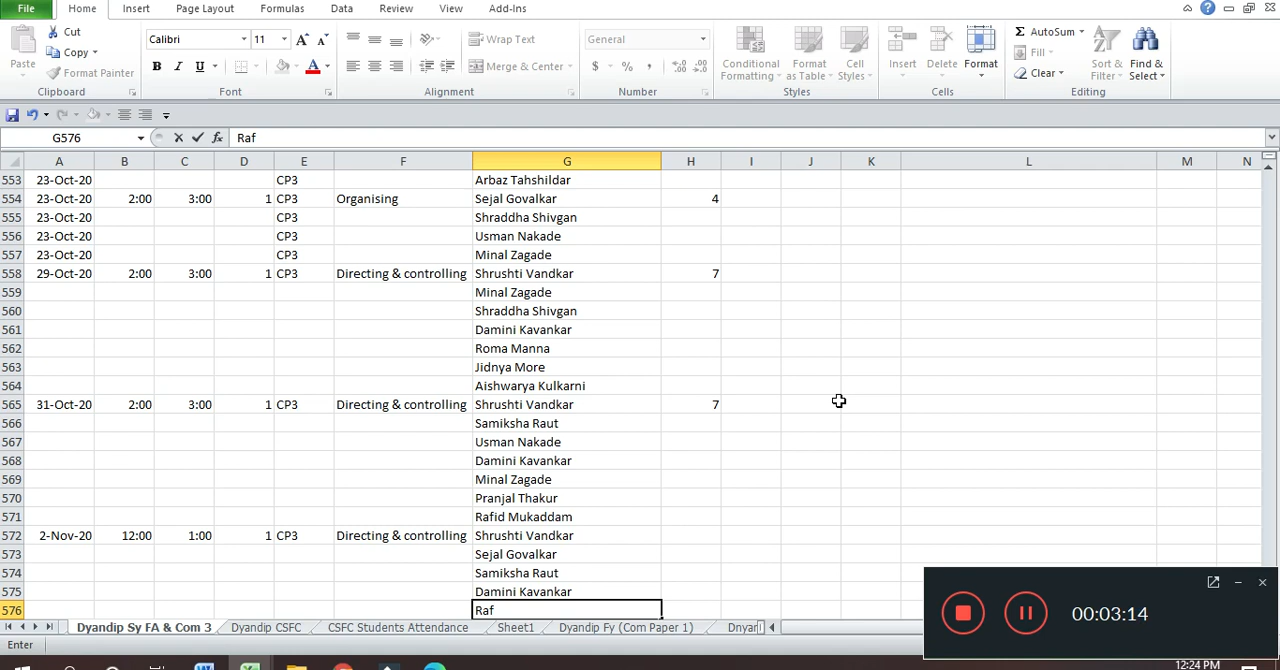 File Home Insert Page Layout Formulas Data Review View Add-Ins
Paste Cut Copy Format Painter Clipboard
Calibri 11 A A B I U A Font
Wrap Text Merge & Center Alignment
General $ % , Number
Conditional Formatting Format as Table Cell Styles Styles
Insert Delete Format Cells
Σ AutoSum Fill Clear Sort & Filter Find & Select Editing
G576 fx Raf
A B C D E F G H I J K L M N
553 23-Oct-20 CP3 Arbaz Tahshildar
554 23-Oct-20 2:00 3:00 1 CP3 Organising Sejal Govalkar 4
555 23-Oct-20 CP3 Shraddha Shivgan
556 23-Oct-20 CP3 Usman Nakade
557 23-Oct-20 CP3 Minal Zagade
558 29-Oct-20 2:00 3:00 1 CP3 Directing & controlling Shrushti Vandkar 7
559 Minal Zagade
560 Shraddha Shivgan
561 Damini Kavankar
562 Roma Manna
563 Jidnya More
564 Aishwarya Kulkarni
565 31-Oct-20 2:00 3:00 1 CP3 Directing & controlling Shrushti Vandkar 7
566 Samiksha Raut
567 Usman Nakade
568 Damini Kavankar
569 Minal Zagade
570 Pranjal Thakur
571 Rafid Mukaddam
572 2-Nov-20 12:00 1:00 1 CP3 Directing & controlling Shrushti Vandkar
573 Sejal Govalkar
574 Samiksha Raut
575 Damini Kavankar
576 Raf
00:03:14
Dyandip Sy FA & Com 3 Dyandip CSFC CSFC Students Attendance Sheet1 Dyandip Fy (Com Paper 1) Dnyar
Enter
12:24 PM